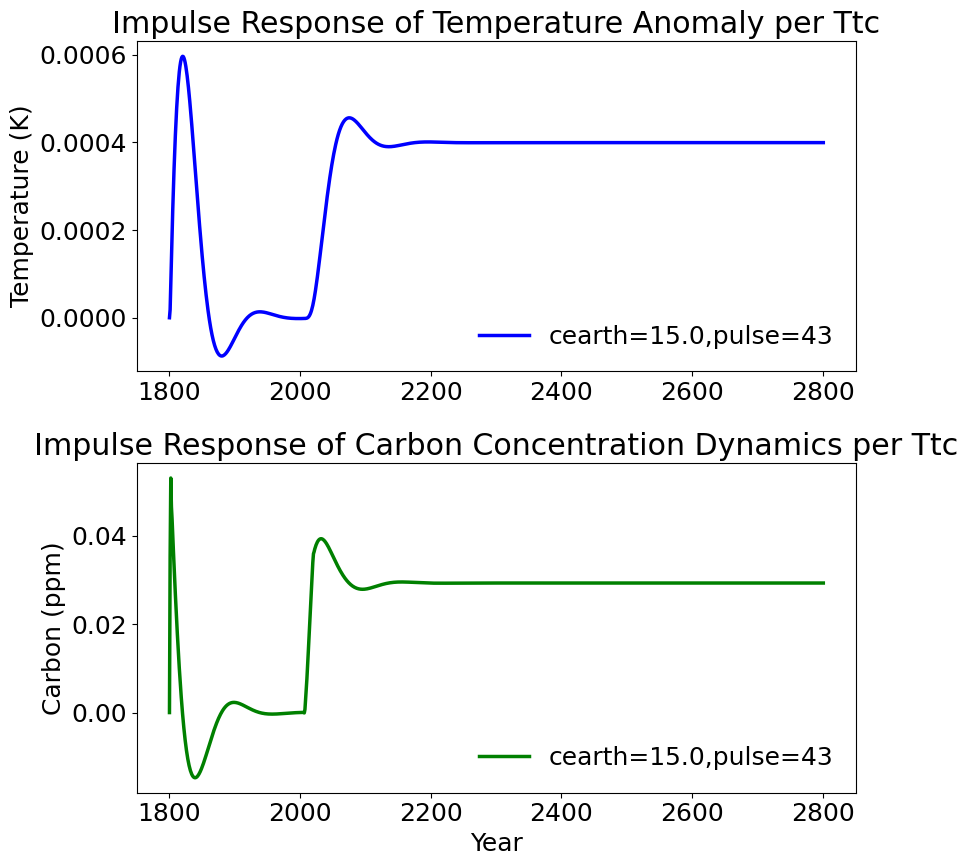 Impulse Response of Temperature Anomaly per Ttc
Temperature (K)
0.0006
0.0004
0.0002
0.0000
cearth=15.0,pulse=43
1800 2000 2200 2400 2600 2800
Impulse Response of Carbon Concentration Dynamics per Ttc
Carbon (ppm)
0.04
0.02
0.00
cearth=15.0,pulse=43
1800 2000 2200 2400 2600 2800
Year